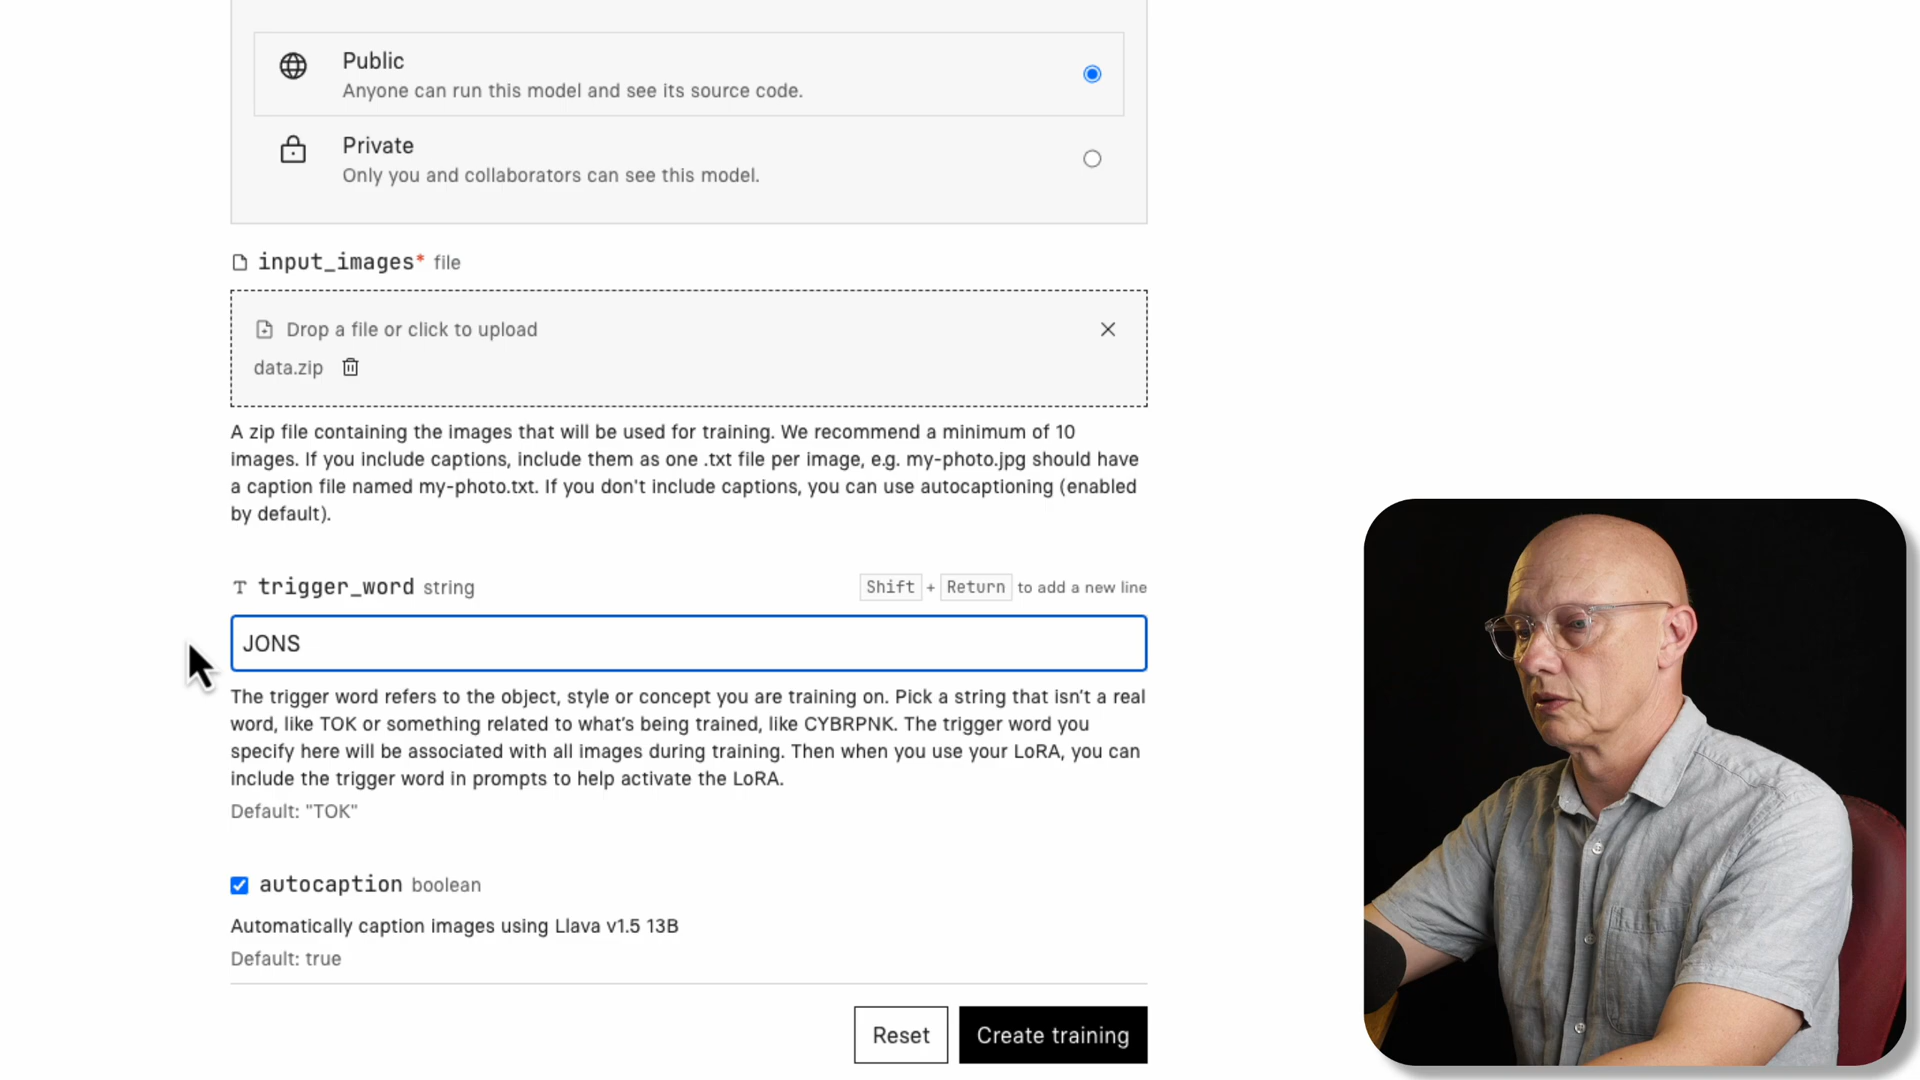 Public
Anyone can run this model and see its source code.
Private
Only you and collaborators can see this model.
input_images* file
Drop a file or click to upload
data.zip
A zip file containing the images that will be used for training. We recommend a minimum of 10
images. If you include captions, include them as one .txt file per image, e.g. my-photo.jpg should have
a caption file named my-photo.txt. If you don't include captions, you can use autocaptioning (enabled
by default).
trigger_word string Shift + Return to add a new line
JONS
The trigger word refers to the object, style or concept you are training on. Pick a string that isn’t a real
word, like TOK or something related to what’s being trained, like CYBRPNK. The trigger word you
specify here will be associated with all images during training. Then when you use your LoRA, you can
include the trigger word in prompts to help activate the LoRA.
Default: "TOK"
autocaption boolean
Automatically caption images using Llava v1.5 13B
Default: true
Reset Create training